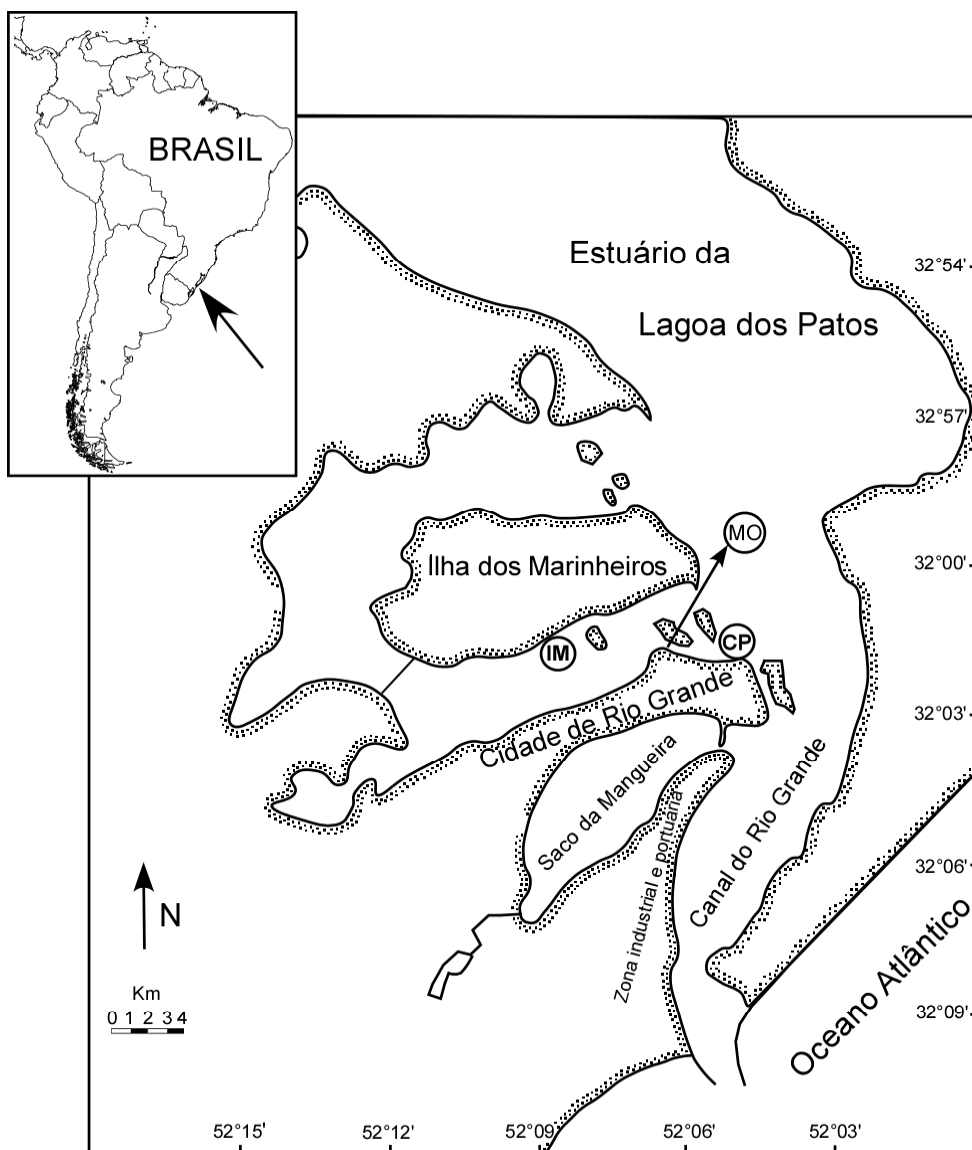 BRASIL
Estuário da
Lagoa dos Patos
32°54'
32°57'
MO
Ilha dos Marinheiros
32°00'
IM
CP
Cidade de Rio Grande
32°03'
Saco da Mangueira
Zona industrial e portuária
Canal do Rio Grande
32°06'
Oceano Atlântico
N
Km
0 1 2 3 4
32°09'
52°15'
52°12'
52°09'
52°06'
52°03'